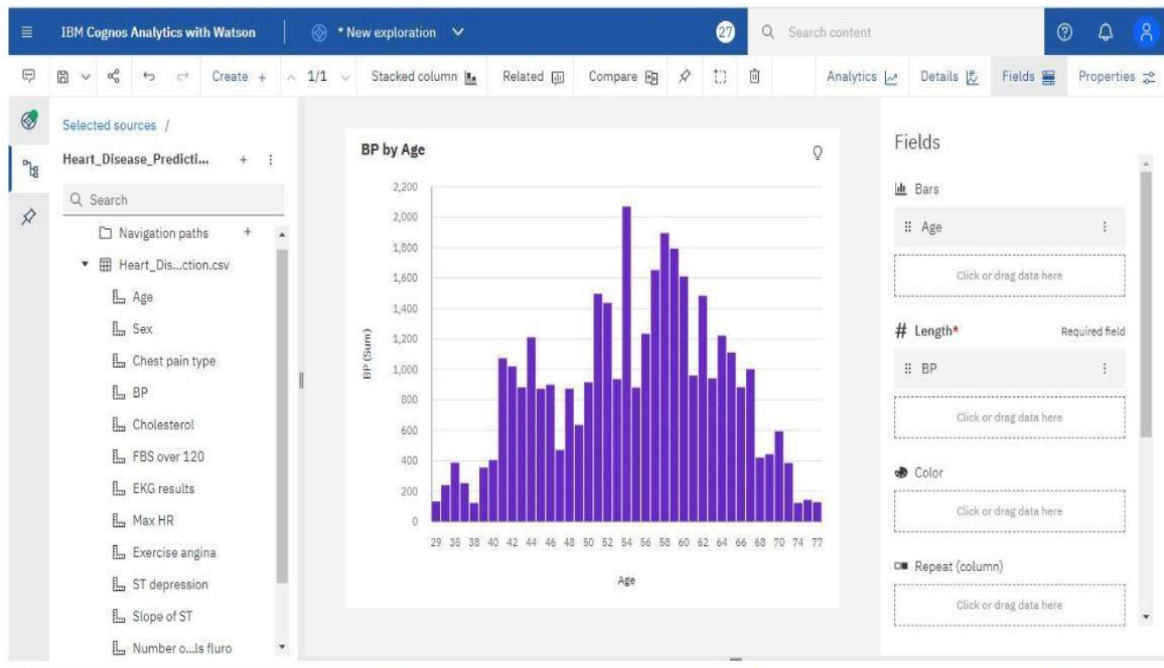 IBM Cognos Analytics with Watson
* New exploration
27
Search content
Create +
1/1
Stacked column
Related
Compare
Analytics
Details
Fields
Properties
Selected sources /
Heart_Disease_Predicti...
Search
Navigation paths
Heart_Dis...ction.csv
Age
Sex
Chest pain type
BP
Cholesterol
FBS over 120
EKG results
Max HR
Exercise angina
ST depression
Slope of ST
Number o...ls fluro
BP by Age
2,200
2,000
1,800
1,600
1,400
1,200
1,000
800
600
400
200
0
BP (Sum)
29 35 38 40 42 44 46 48 50 52 54 56 58 60 62 64 66 68 70 74 77
Age
Fields
Bars
Age
Click or drag data here
# Length*
Required field
BP
Click or drag data here
Color
Click or drag data here
Repeat (column)
Click or drag data here